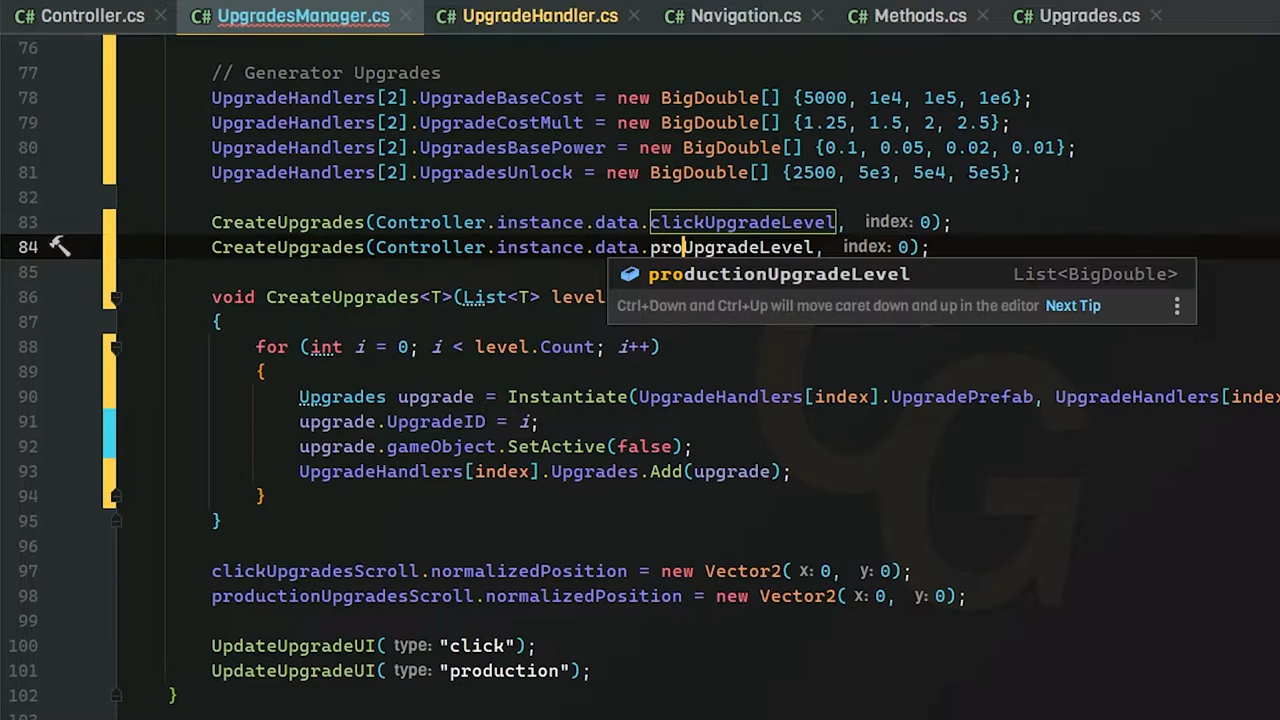 C# Controller.cs × C# UpgradesManager.cs × C# UpgradeHandler.cs × C# Navigation.cs × C# Methods.cs × C# Upgrades.cs ×
76
77 // Generator Upgrades
78 UpgradeHandlers[2].UpgradeBaseCost = new BigDouble[] {5000, 1e4, 1e5, 1e6};
79 UpgradeHandlers[2].UpgradeCostMult = new BigDouble[] {1.25, 1.5, 2, 2.5};
80 UpgradeHandlers[2].UpgradesBasePower = new BigDouble[] {0.1, 0.05, 0.02, 0.01};
81 UpgradeHandlers[2].UpgradesUnlock = new BigDouble[] {2500, 5e3, 5e4, 5e5};
82
83 CreateUpgrades(Controller.instance.data.clickUpgradeLevel, index: 0);
84 CreateUpgrades(Controller.instance.data.proUpgradeLevel, index: 0);
85 productionUpgradeLevel List<BigDouble>
86 void CreateUpgrades<T>(List<T> level
Ctrl+Down and Ctrl+Up will move caret down and up in the editor Next Tip
87 {
88 for (int i = 0; i < level.Count; i++)
89 {
90 Upgrades upgrade = Instantiate(UpgradeHandlers[index].UpgradePrefab, UpgradeHandlers[inde
91 upgrade.UpgradeID = i;
92 upgrade.gameObject.SetActive(false);
93 UpgradeHandlers[index].Upgrades.Add(upgrade);
94 }
95 }
96
97 clickUpgradesScroll.normalizedPosition = new Vector2( x: 0, y: 0);
98 productionUpgradesScroll.normalizedPosition = new Vector2( x: 0, y: 0);
99
100 UpdateUpgradeUI( type: "click");
101 UpdateUpgradeUI( type: "production");
102 }